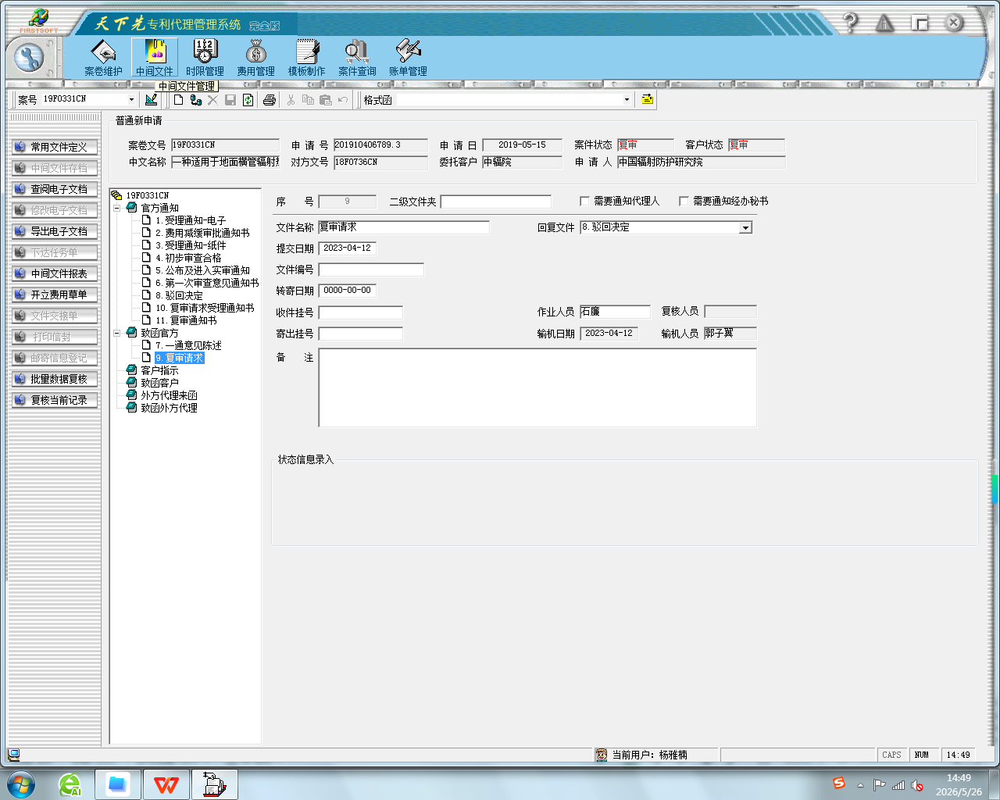 FIRSTSOFT
天下先专利代理管理系统 完全版
案卷维护 中间文件 时限管理 费用管理 模板制作 案件查询 账单管理
中间文件管理
案号 19F0331CN 格式函
普通新申请
案卷文号 19F0331CN 申请号 201910406789.3 申请日 2019-05-15 案件状态 复审 客户状态 复审
中文名称 一种适用于地面横管辐射 对方文号 18F0736CN 委托客户 中辐院 申请人 中国辐射防护研究院
常用文件定义
中间文件存档
查阅电子文档
修改电子文档
导出电子文档
下达任务单
中间文件报表
开立费用草单
文件交接单
打印信封
邮寄信息登记
批量数据复核
复核当前记录
19F0331CN
官方通知
1. 受理通知-电子
2. 费用减缓审批通知书
3. 受理通知-纸件
4. 初步审查合格
5. 公布及进入实审通知
6. 第一次审查意见通知书
8. 驳回决定
10. 复审请求受理通知书
11. 复审通知书
致函官方
7. 一通意见陈述
9. 复审请求
客户指示
致函客户
外方代理来函
致函外方代理
序号 9 二级文件夹 需要通知代理人 需要通知经办秘书
文件名称 复审请求 回复文件 8. 驳回决定
提交日期 2023-04-12
文件编号
转寄日期 0000-00-00
收件挂号 作业人员 石廉 复核人员
寄出挂号 输机日期 2023-04-12 输机人员 郭子翼
备注
状态信息录入
当前用户：杨雅楠 CAPS NUM 14:49
14:49
2026/5/26